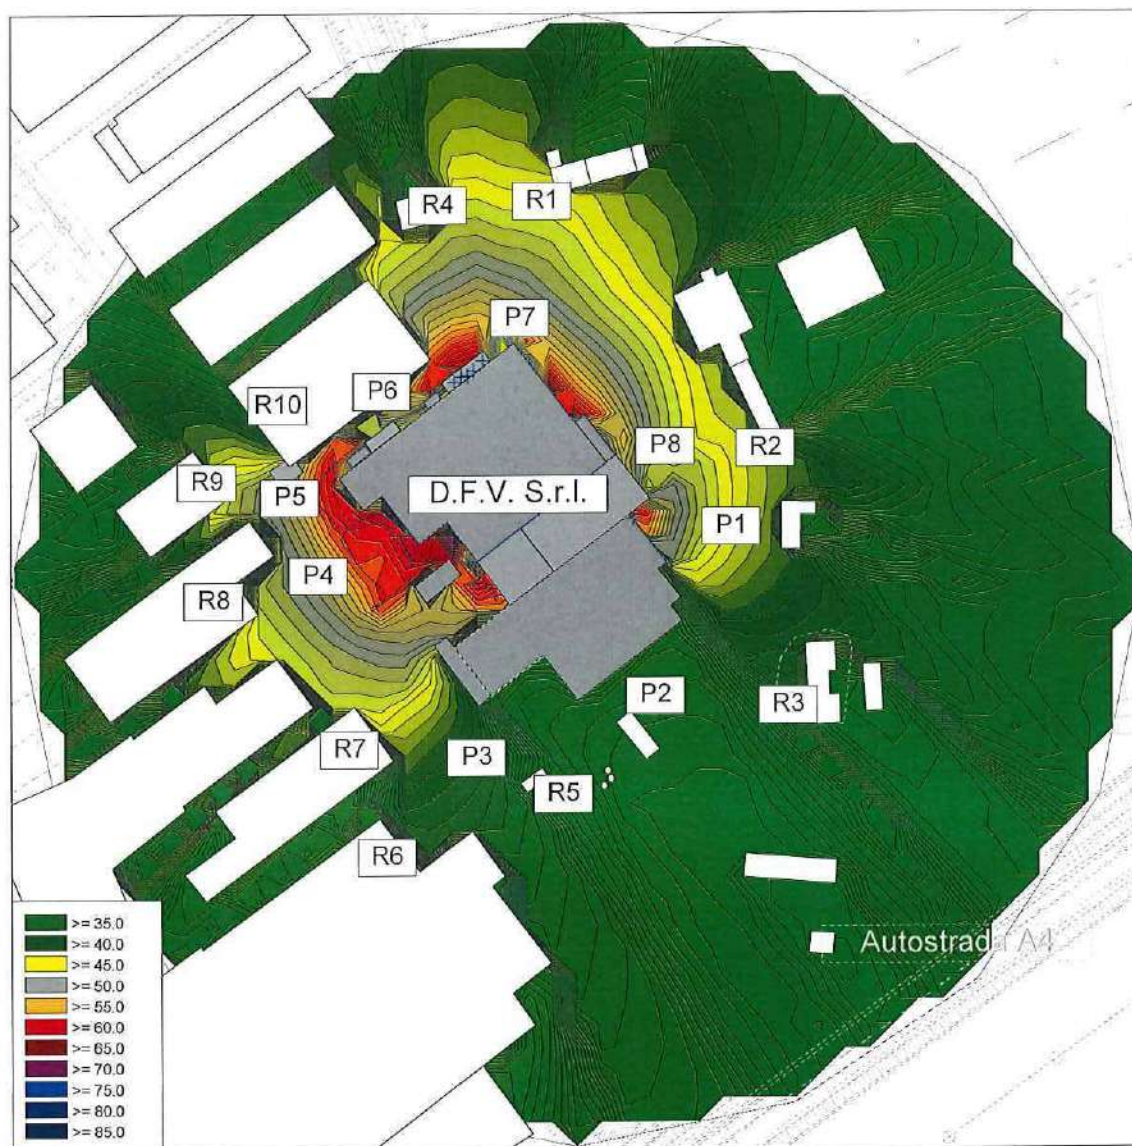 R4
R1
P7
P6
R10
R9
P5
D.F.V. S.r.l.
P8
R2
P1
P4
R8
P2
R3
R7
P3
R5
R6
Autostrada A4
>= 35.0
>= 40.0
>= 45.0
>= 50.0
>= 55.0
>= 60.0
>= 65.0
>= 70.0
>= 75.0
>= 80.0
>= 85.0